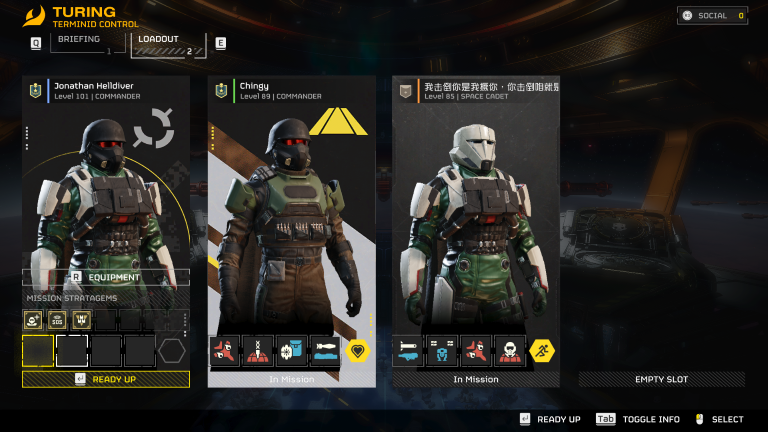 TURING
TERMINID CONTROL
SOCIAL 0
Q
BRIEFING
1
LOADOUT
2
E
Jonathan Helldiver
Level 101 | COMMANDER
Chingy
Level 89 | COMMANDER
Level 85 | SPACE CADET
R EQUIPMENT
MISSION STRATAGEMS
SOS
READY UP
In Mission
In Mission
EMPTY SLOT
READY UP
Tab TOGGLE INFO
SELECT